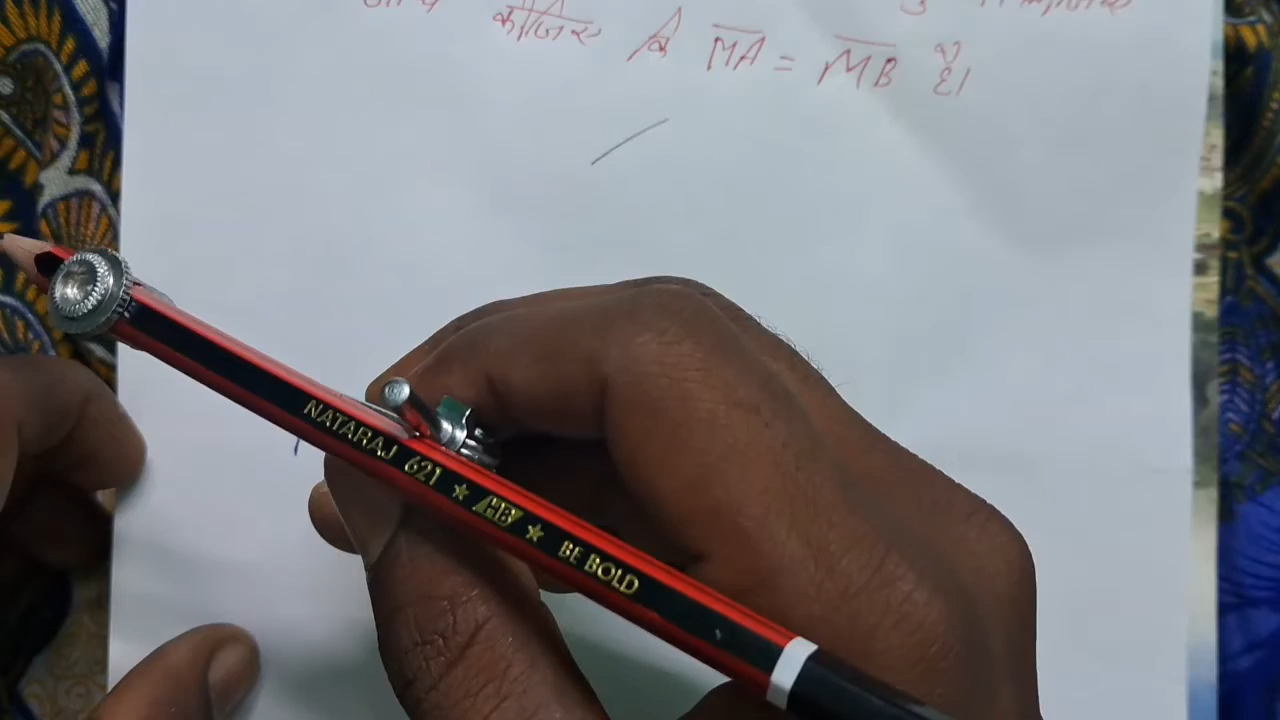 कीजिए कि MA = MB है।
NATARAJ 621 ★ HB ★ BE BOLD